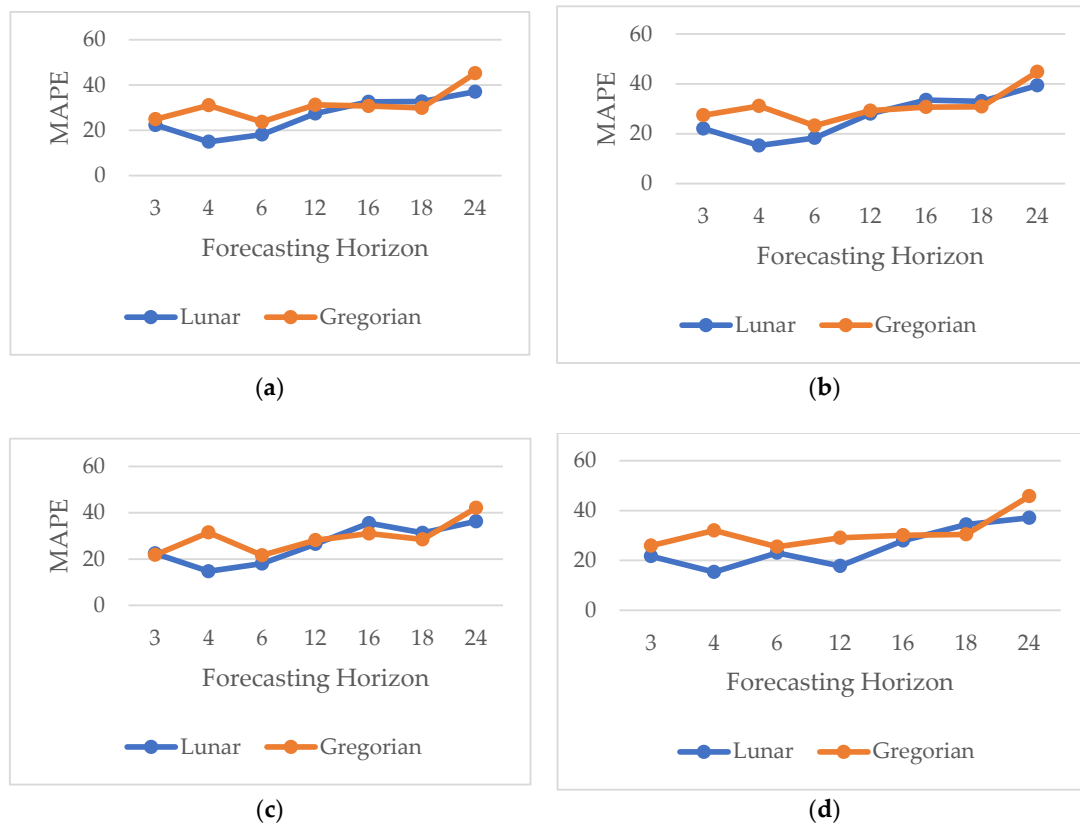 60
40
20
0
MAPE
3 4 6 12 16 18 24
Forecasting Horizon
Lunar Gregorian
(a)
60
40
20
0
MAPE
3 4 6 12 16 18 24
Forecasting Horizon
Lunar Gregorian
(b)
60
40
20
0
MAPE
3 4 6 12 16 18 24
Forecasting Horizon
Lunar Gregorian
(c)
60
40
20
0
3 4 6 12 16 18 24
Forecasting Horizon
Lunar Gregorian
(d)